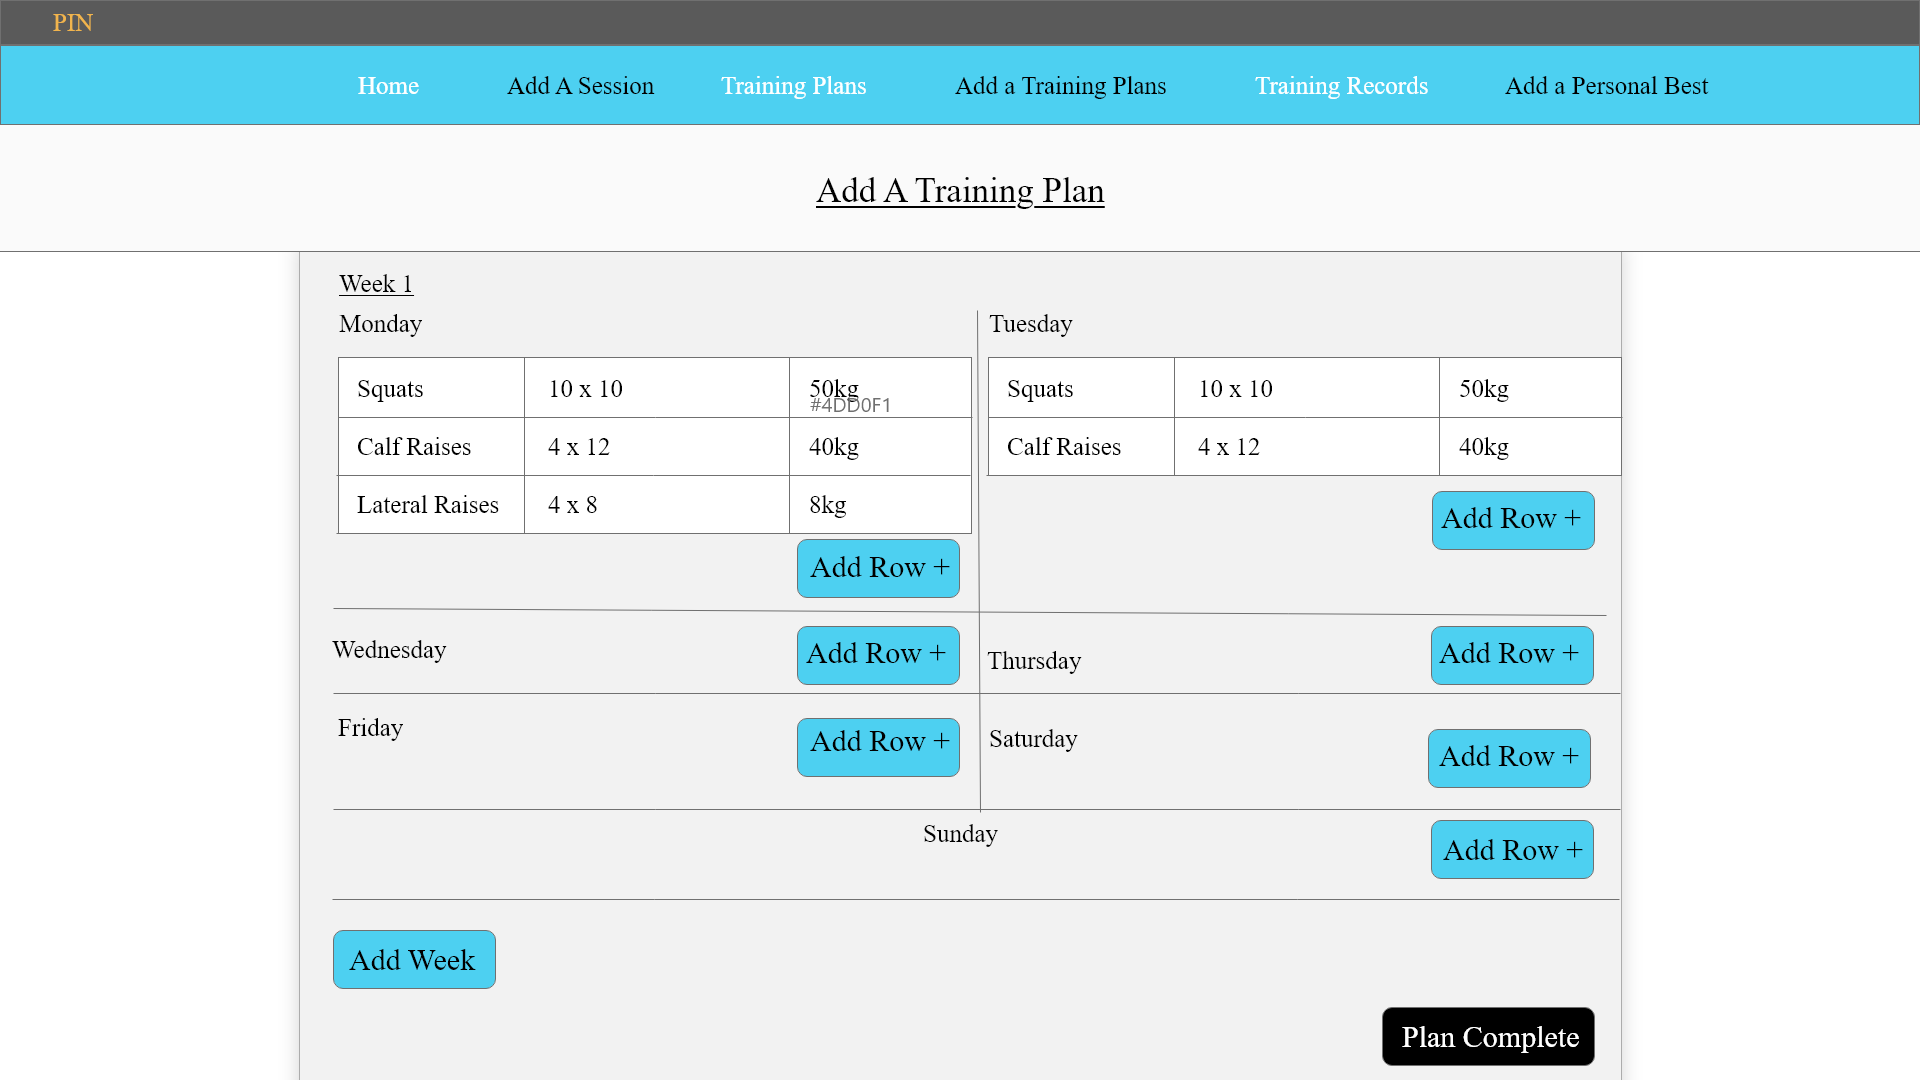 PIN
Home Add A Session Training Plans Add a Training Plans Training Records Add a Personal Best
Add A Training Plan
Week 1
Monday
Squats 10 x 10 50kg
#4DD0F1
Calf Raises 4 x 12 40kg
Lateral Raises 4 x 8 8kg
Add Row +
Tuesday
Squats 10 x 10 50kg
Calf Raises 4 x 12 40kg
Add Row +
Wednesday Add Row +
Thursday Add Row +
Friday Add Row +
Saturday Add Row +
Sunday Add Row +
Add Week
Plan Complete